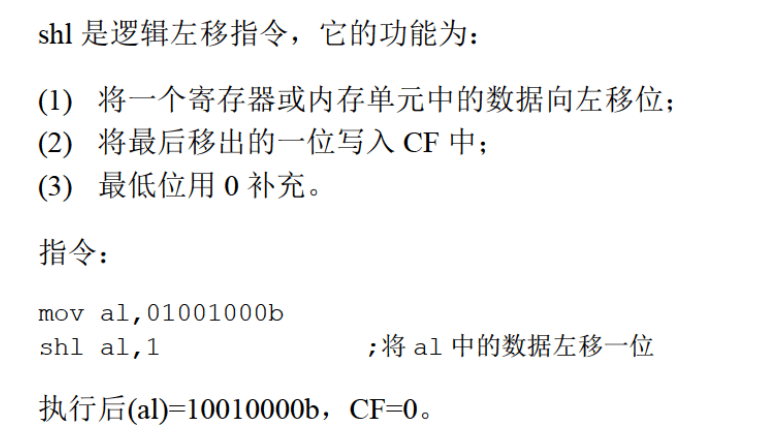 shl 是逻辑左移指令，它的功能为：
(1) 将一个寄存器或内存单元中的数据向左移位；
(2) 将最后移出的一位写入 CF 中；
(3) 最低位用 0 补充。
指令：
mov al,01001000b
shl al,1 ;将 al 中的数据左移一位
执行后(al)=10010000b，CF=0。